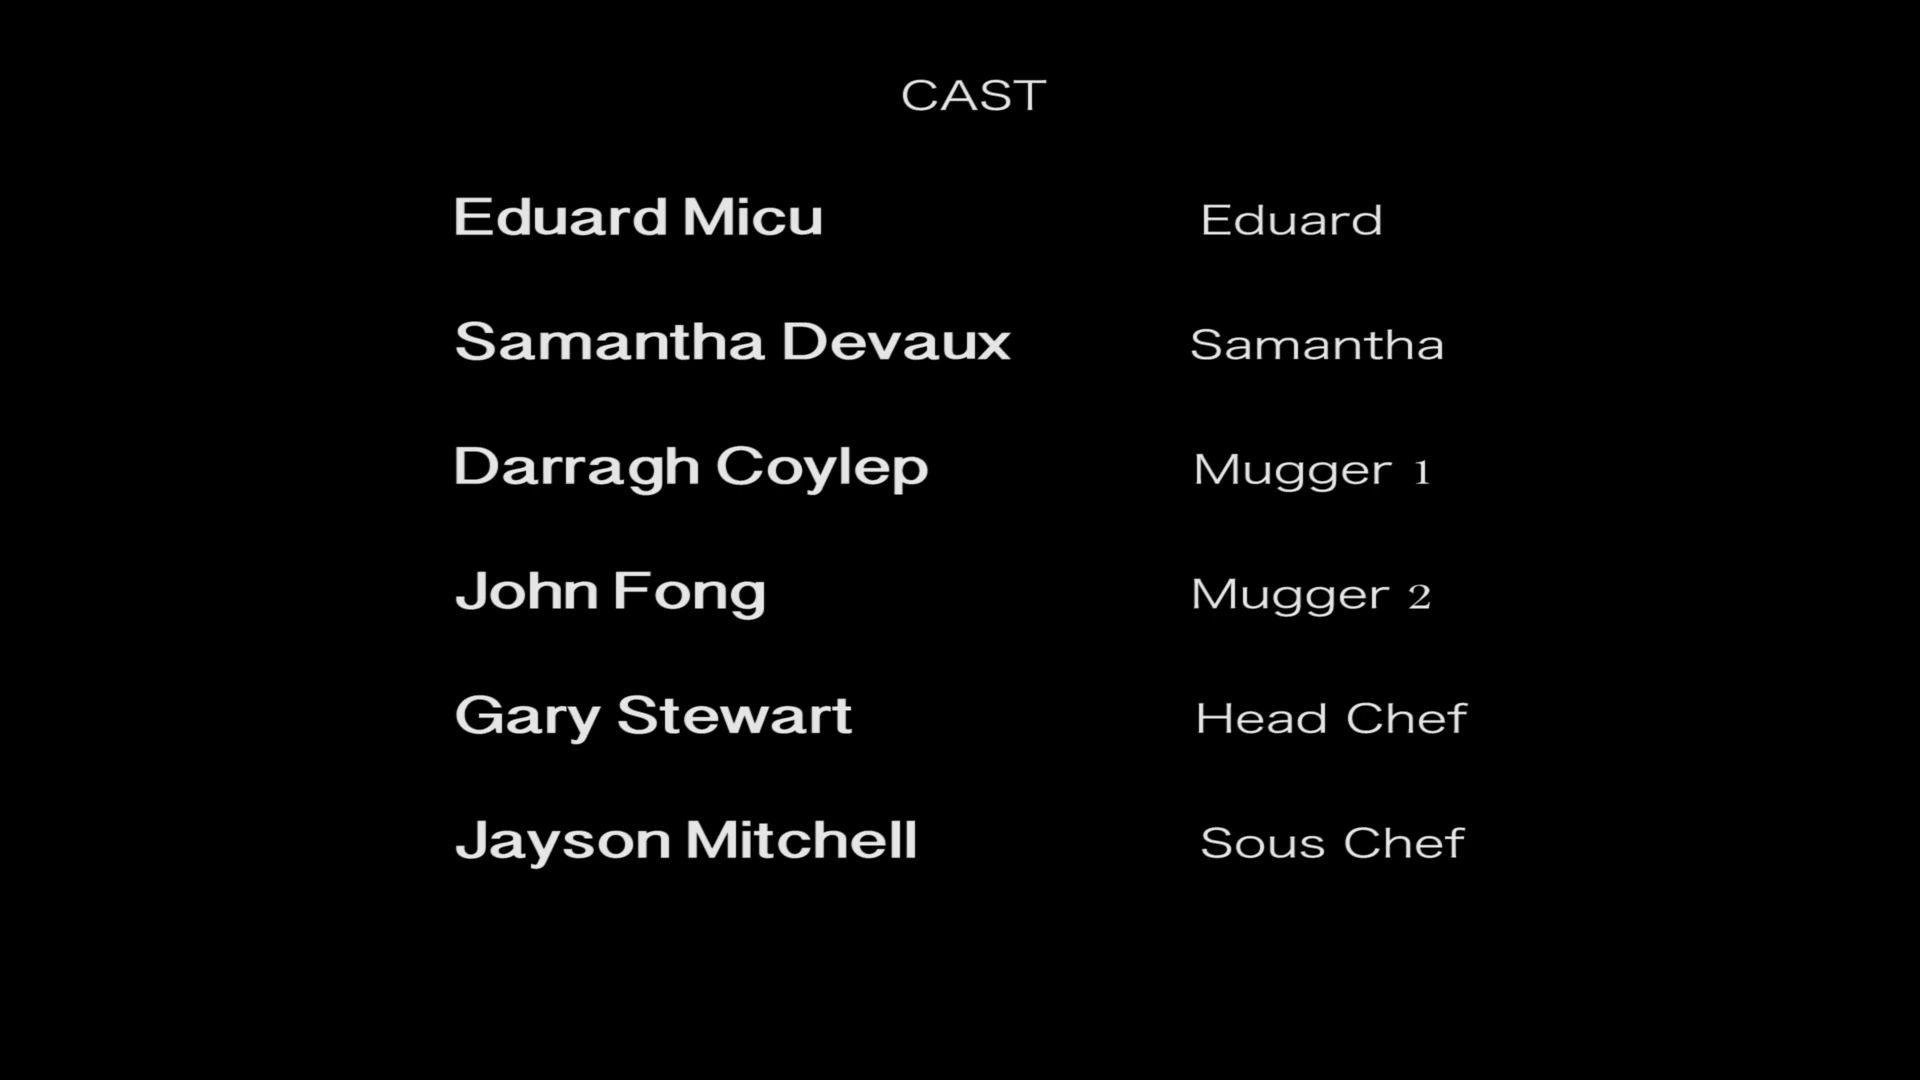 CAST
Eduard Micu Eduard
Samantha Devaux Samantha
Darragh Coylep Mugger 1
John Fong Mugger 2
Gary Stewart Head Chef
Jayson Mitchell Sous Chef